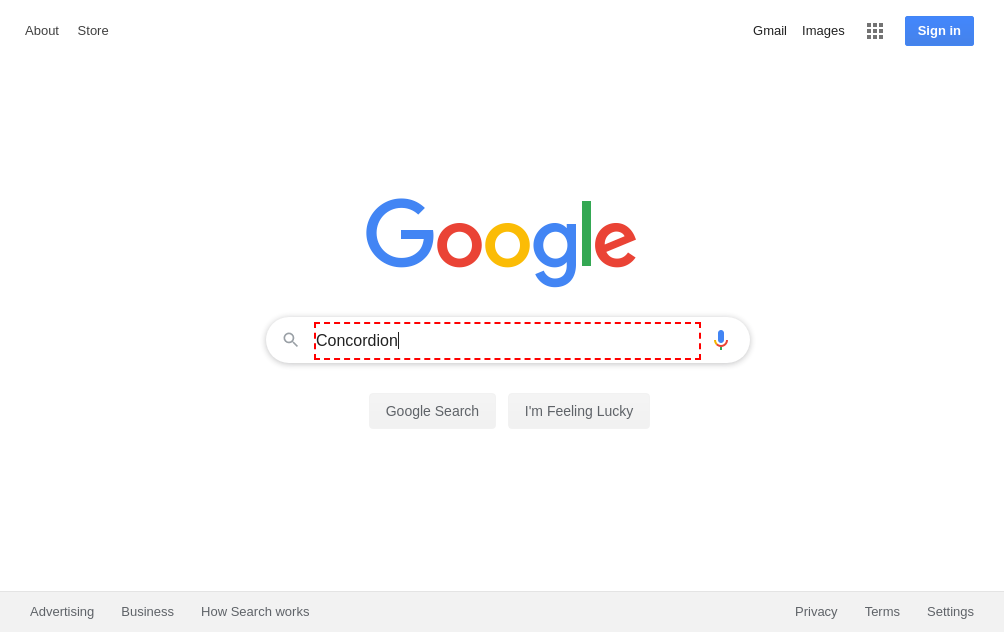 About Store
Gmail Images Sign in
Google
Concordion
Google Search I'm Feeling Lucky
Advertising Business How Search works
Privacy Terms Settings